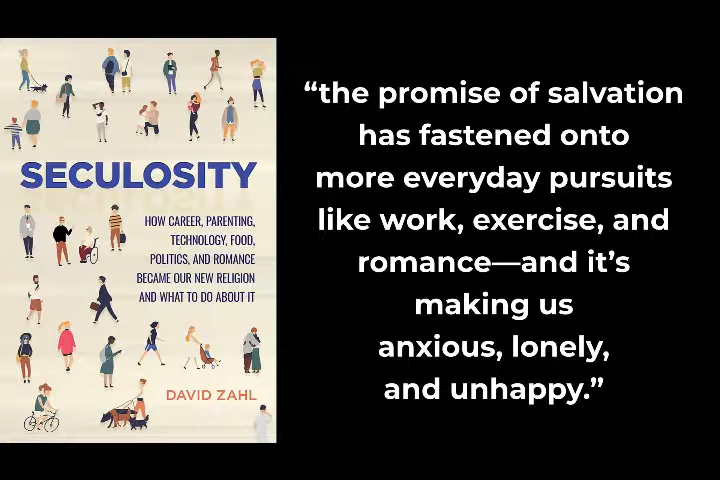 SECULOSITY
HOW CAREER, PARENTING,
TECHNOLOGY, FOOD,
POLITICS, AND ROMANCE
BECAME OUR NEW RELIGION
AND WHAT TO DO ABOUT IT
DAVID ZAHL
“the promise of salvation
has fastened onto
more everyday pursuits
like work, exercise, and
romance—and it’s
making us
anxious, lonely,
and unhappy.”